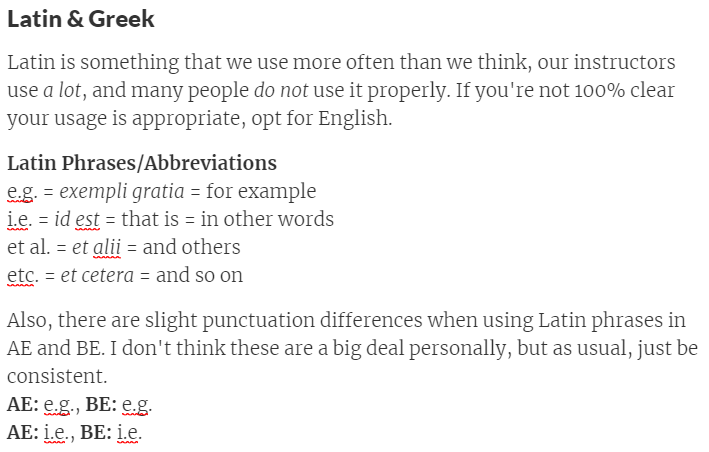 Latin & Greek
Latin is something that we use more often than we think, our instructors
use a lot, and many people do not use it properly. If you're not 100% clear
your usage is appropriate, opt for English.
Latin Phrases/Abbreviations
e.g. = exempli gratia = for example
i.e. = id est = that is = in other words
et al. = et alii = and others
etc. = et cetera = and so on
Also, there are slight punctuation differences when using Latin phrases in
AE and BE. I don't think these are a big deal personally, but as usual, just be
consistent.
AE: e.g., BE: e.g.
AE: i.e., BE: i.e.